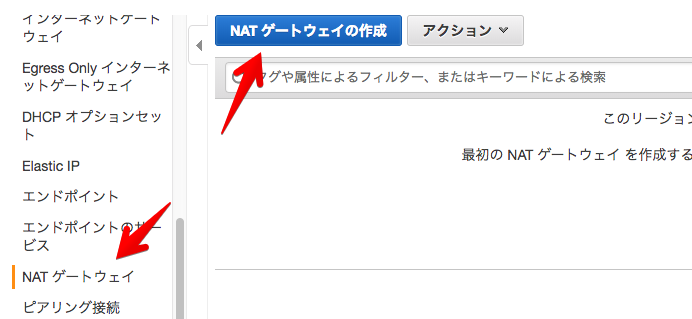 インターネットゲート
ウェイ
Egress Only インターネ
ットゲートウェイ
DHCP オプションセッ
ト
Elastic IP
エンドポイント
エンドポイントのサー
ビス
NAT ゲートウェイ
ピアリング接続
NAT ゲートウェイの作成
アクション
タグや属性によるフィルター、またはキーワードによる検索
このリージョン
最初の NAT ゲートウェイ を作成する